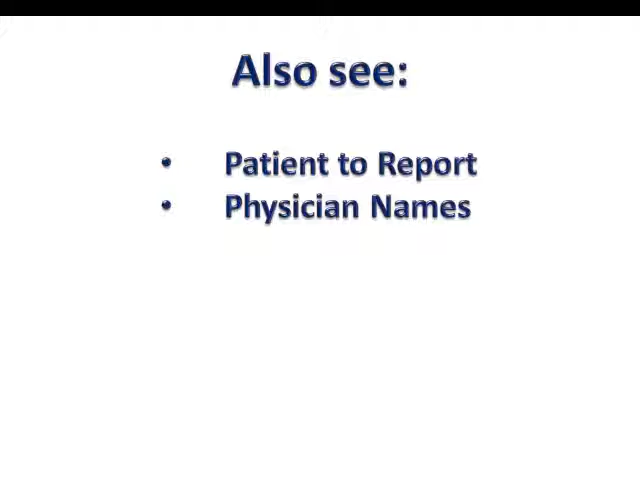 Also see:
• Patient to Report
• Physician Names